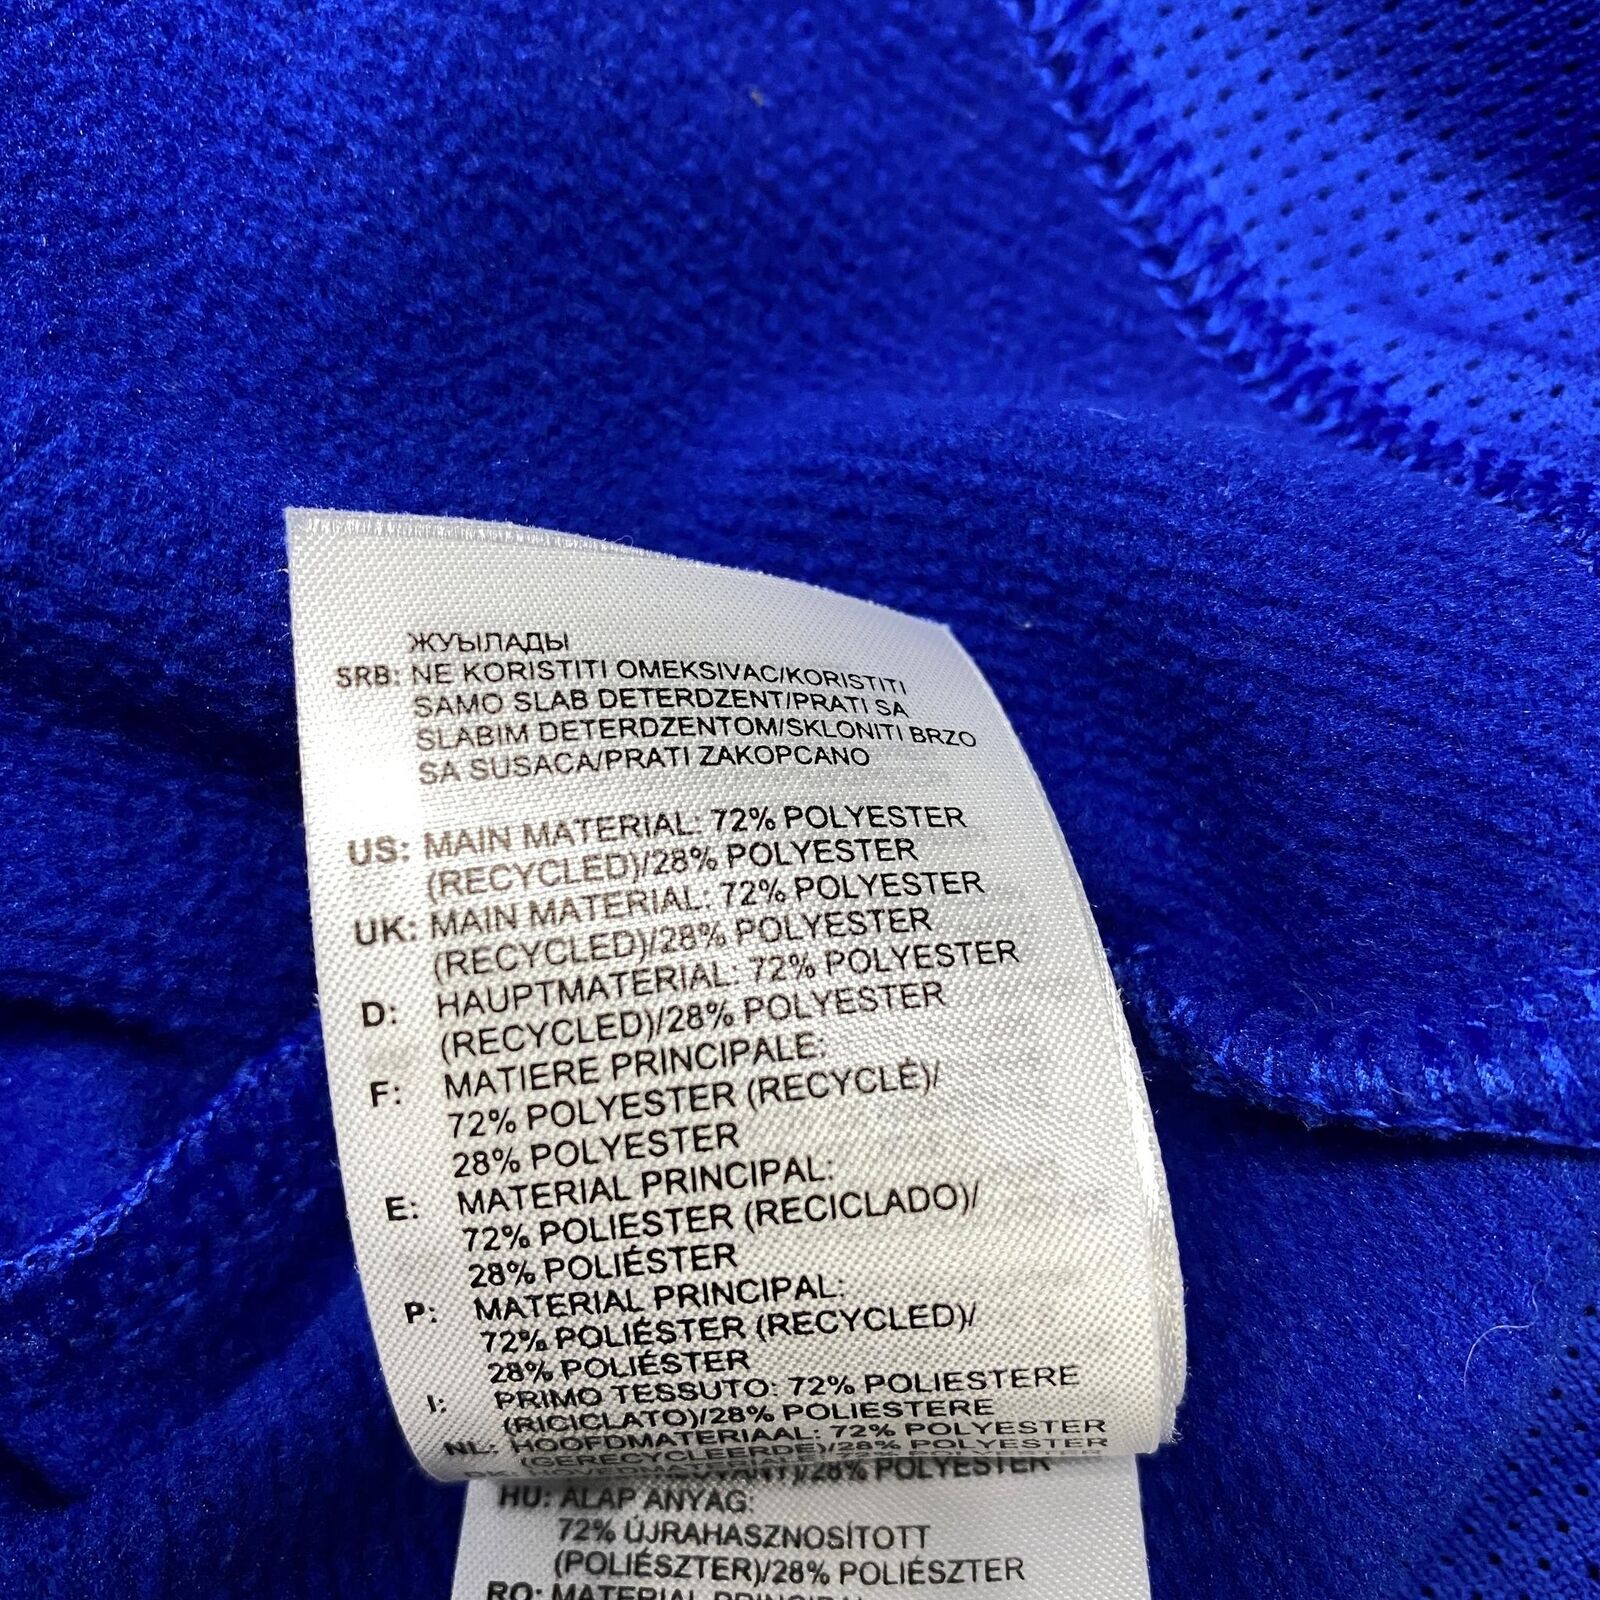 ЖУЫЛАДЫ
SRB: NE KORISTITI OMEKSIVAC/KORISTITI
SAMO SLAB DETERDZENT/PRATI SA
SLABIM DETERDZENTOM/SKLONITI BRZO
SA SUSACA/PRATI ZAKOPCANO
US: MAIN MATERIAL: 72% POLYESTER
(RECYCLED)/28% POLYESTER
UK: MAIN MATERIAL: 72% POLYESTER
(RECYCLED)/28% POLYESTER
D: HAUPTMATERIAL: 72% POLYESTER
(RECYCLED)/28% POLYESTER
F: MATIERE PRINCIPALE:
72% POLYESTER (RECYCLÉ)/
28% POLYESTER
E: MATERIAL PRINCIPAL:
72% POLIESTER (RECICLADO)/
28% POLIÉSTER
P: MATERIAL PRINCIPAL:
72% POLIÉSTER (RECYCLED)/
28% POLIÉSTER
I: PRIMO TESSUTO: 72% POLIESTERE
(RICICLATO)/28% POLIESTERE
NL: HOOFDMATERIAAL: 72% POLYESTER
(GERECYCLEERDE)/28% POLYESTER
28% POLYESTER
HU: ALAP ANYAG:
72% ÚJRAHASZNOSÍTOTT
(POLIÉSZTER)/28% POLIÉSZTER
RO: MATERIAL